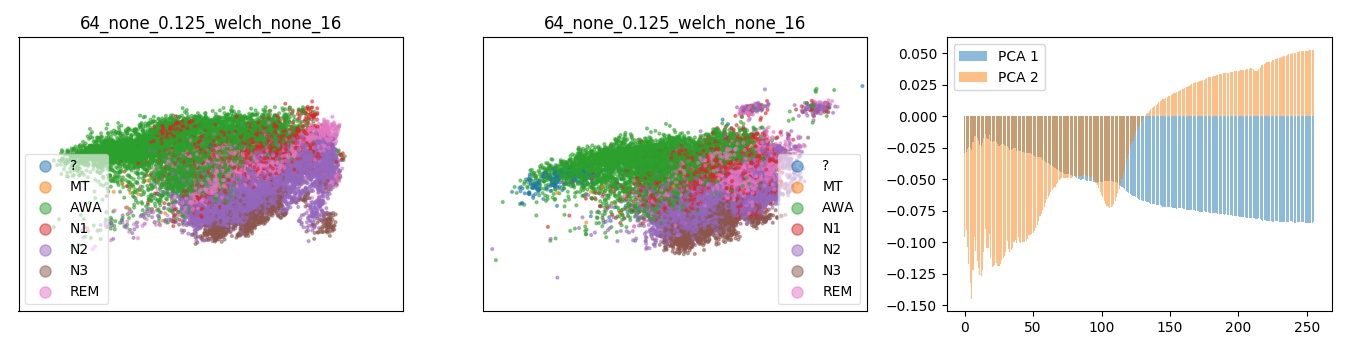 64_none_0.125_welch_none_16
?
MT
AWA
N1
N2
N3
REM
64_none_0.125_welch_none_16
?
MT
AWA
N1
N2
N3
REM
PCA 1
PCA 2
0.050
0.025
0.000
−0.025
−0.050
−0.075
−0.100
−0.125
−0.150
0
50
100
150
200
250